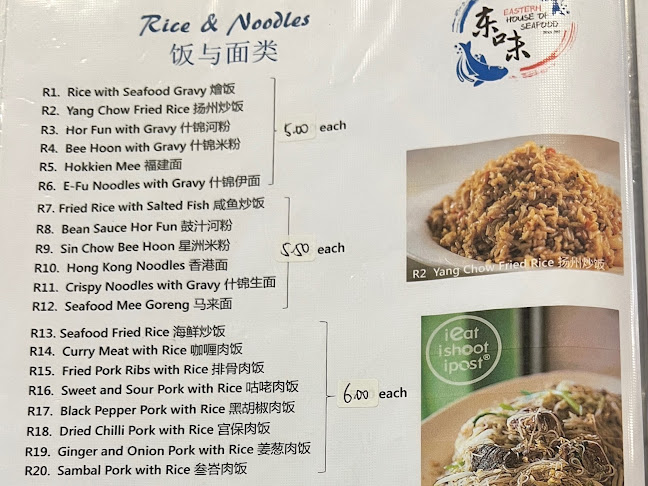 Rice & Noodles
饭与面类
东味
EASTERN
HOUSE OF
SEAFOOD
R1. Rice with Seafood Gravy 烩饭
R2. Yang Chow Fried Rice 扬州炒饭
R3. Hor Fun with Gravy 什锦河粉
R4. Bee Hoon with Gravy 什锦米粉
R5. Hokkien Mee 福建面
R6. E-Fu Noodles with Gravy 什锦伊面
5.00 each
R7. Fried Rice with Salted Fish 咸鱼炒饭
R8. Bean Sauce Hor Fun 鼓汁河粉
R9. Sin Chow Bee Hoon 星洲米粉
R10. Hong Kong Noodles 香港面
R11. Crispy Noodles with Gravy 什锦生面
R12. Seafood Mee Goreng 马来面
5.50 each
R13. Seafood Fried Rice 海鲜炒饭
R14. Curry Meat with Rice 咖喱肉饭
R15. Fried Pork Ribs with Rice 排骨肉饭
R16. Sweet and Sour Pork with Rice 咕咾肉饭
R17. Black Pepper Pork with Rice 黑胡椒肉饭
R18. Dried Chilli Pork with Rice 宫保肉饭
R19. Ginger and Onion Pork with Rice 姜葱肉饭
R20. Sambal Pork with Rice 叁峇肉饭
6.00 each
R2 Yang Chow Fried Rice 扬州炒饭
ieat
ishoot
ipost®